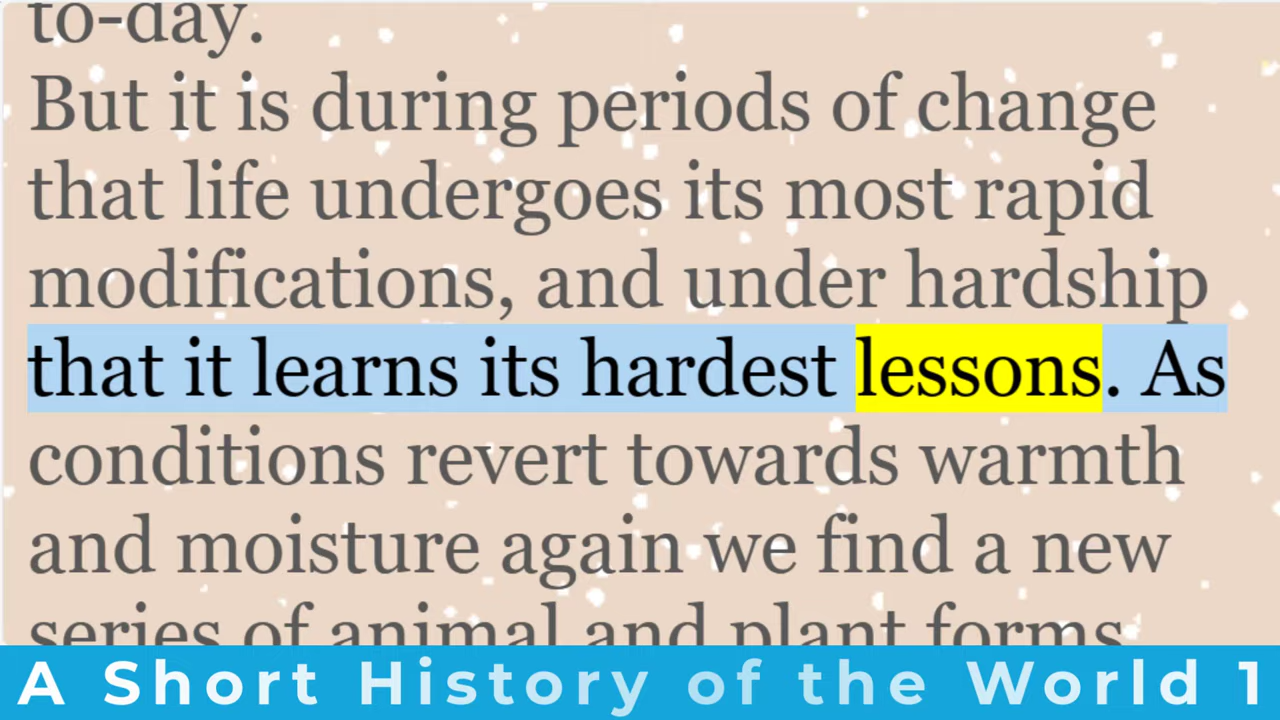 to-day.
But it is during periods of change
that life undergoes its most rapid
modifications, and under hardship
that it learns its hardest lessons. As
conditions revert towards warmth
and moisture again we find a new
series of animal and plant forms
A Short History of the World 1